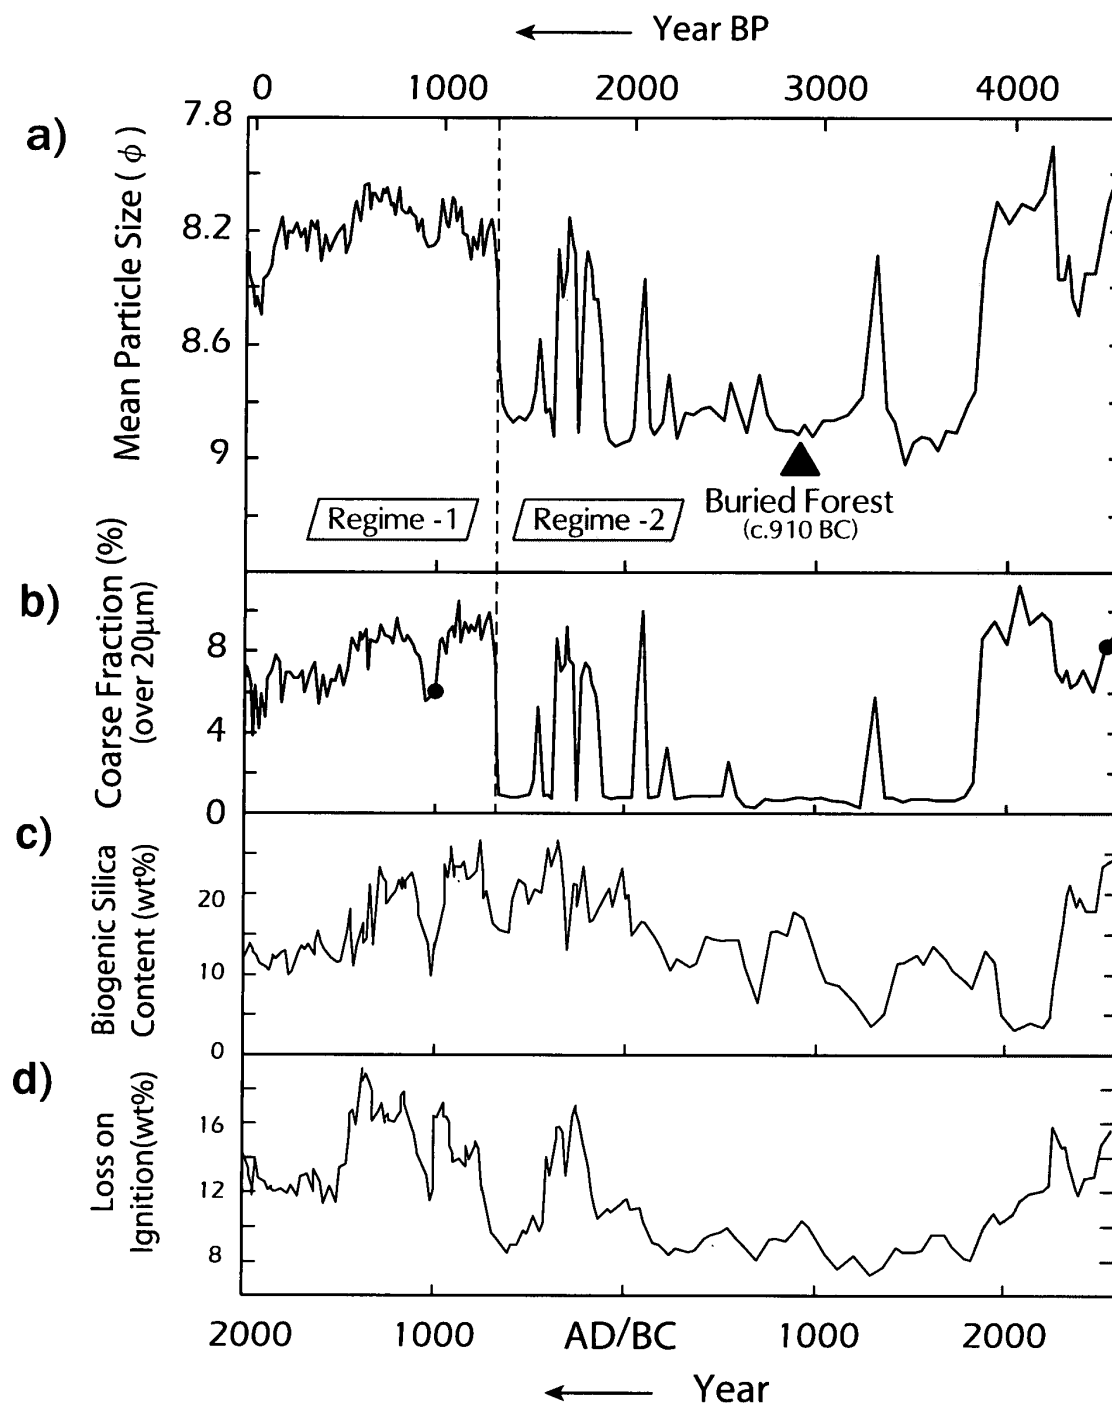 Year BP
0 1000 2000 3000 4000
a)
Mean Particle Size ( ϕ )
7.8
8.2
8.6
9
Regime -1
Regime -2
Buried Forest
(c.910 BC)
b)
Coarse Fraction (%)
(over 20μm)
8
4
0
c)
Biogenic Silica
Content (wt%)
20
10
0
d)
Loss on
Ignition(wt%)
16
12
8
2000 1000 AD/BC 1000 2000
Year